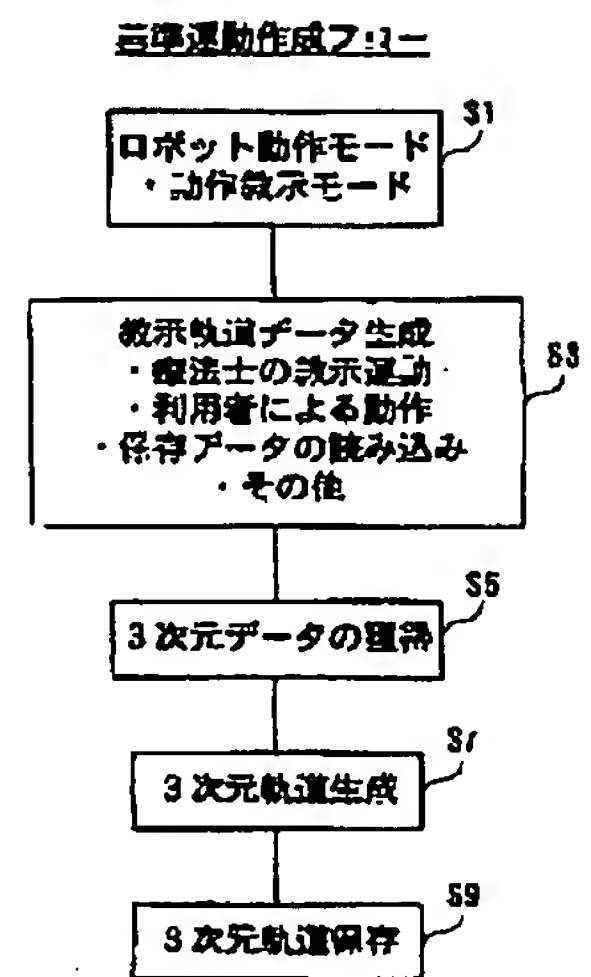 基準運動作成フロー
S1
ロボット動作モード
・動作教示モード
S3
教示軌道データ生成
・療法士の教示運動
・利用者による動作
・保存データの読み込み
・その他
S5
3次元データの獲得
S7
3次元軌道生成
S9
3次元軌道保存